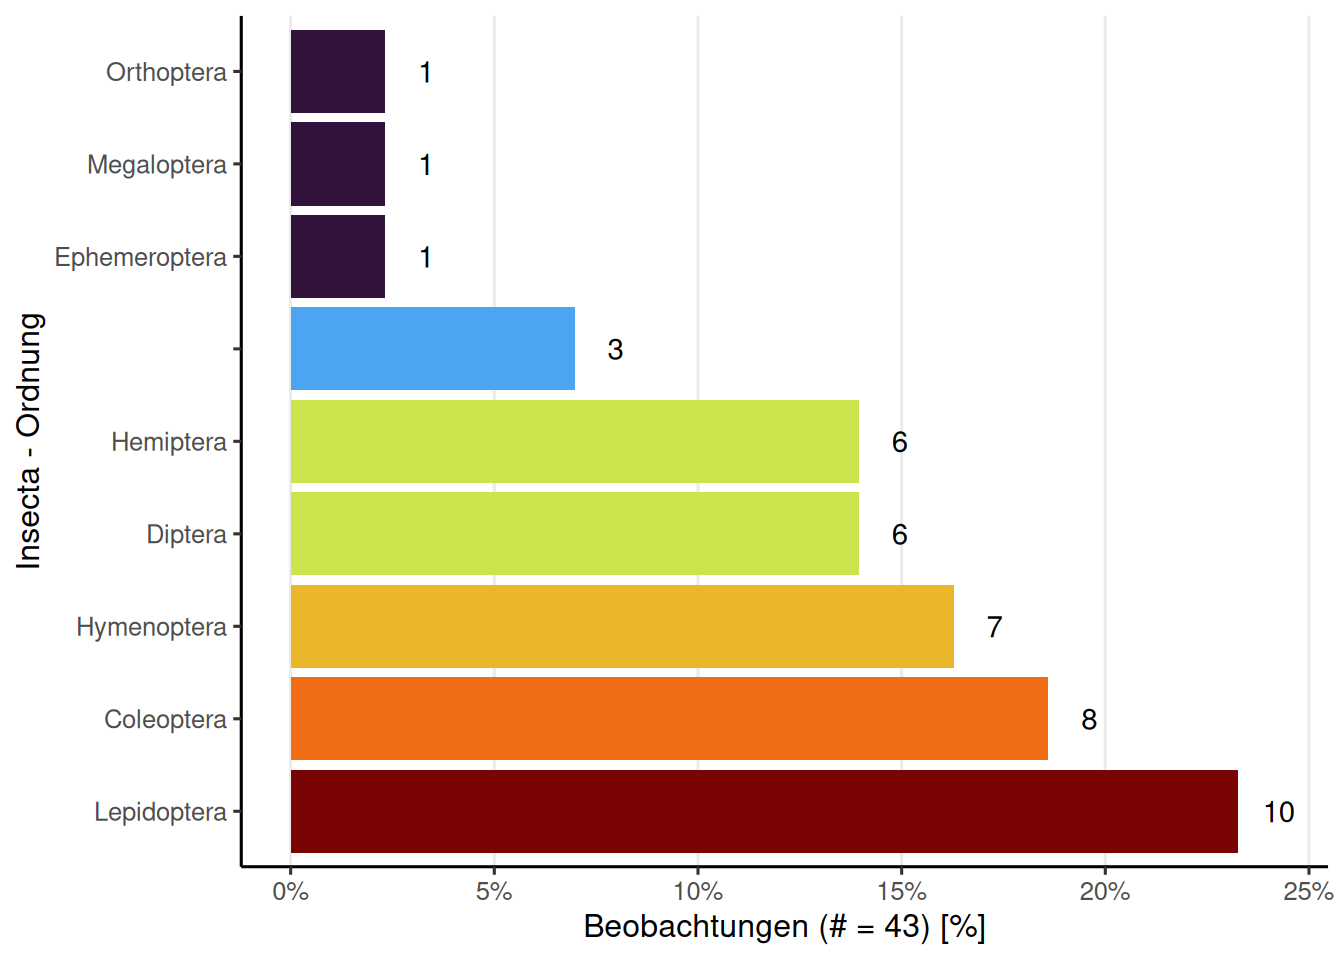 Insecta - Ordnung
Orthoptera 1
Megaloptera 1
Ephemeroptera 1
3
Hemiptera 6
Diptera 6
Hymenoptera 7
Coleoptera 8
Lepidoptera 10
0% 5% 10% 15% 20% 25%
Beobachtungen (# = 43) [%]